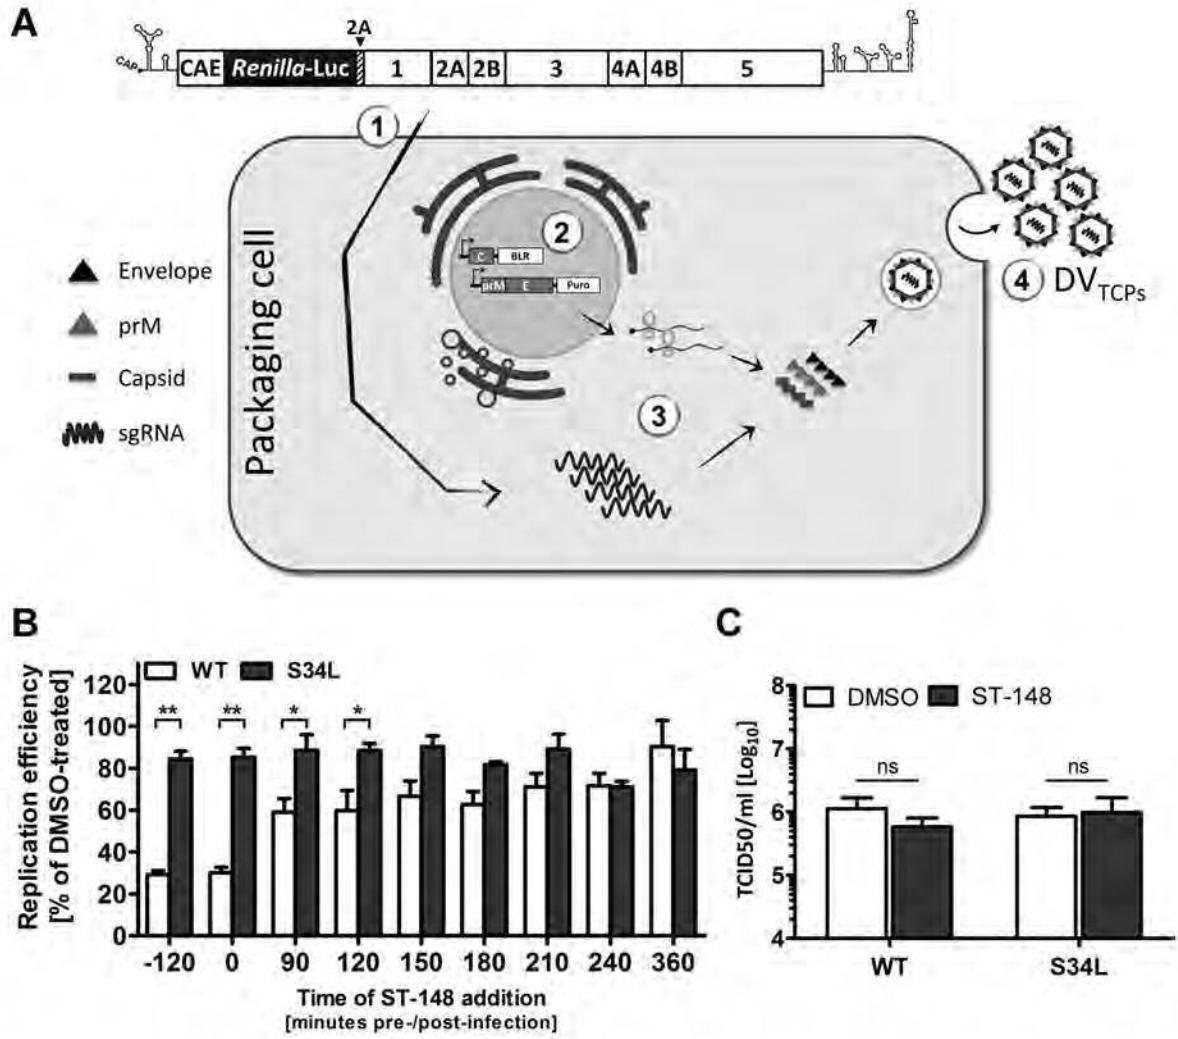 A
2A
CAP
CAE Renilla-Luc 1 2A 2B 3 4A 4B 5
1
Packaging cell
2
C BLR
prM E Puro
3
4 DVTCPs
Envelope
prM
Capsid
sgRNA
B
WT S34L
Replication efficiency
[% of DMSO-treated]
120
100
80
60
40
20
0
** ** * *
-120 0 90 120 150 180 210 240 360
Time of ST-148 addition
[minutes pre-/post-infection]
C
DMSO ST-148
TCID50/ml [Log10]
8
7
6
5
4
ns ns
WT S34L